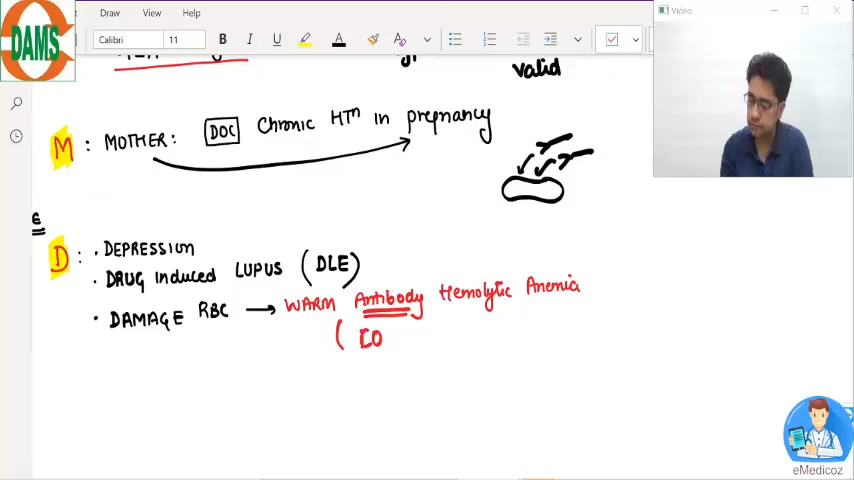 DAMS
Draw View Help
Video
Calibri 11 B I U A
valid
M : MOTHER: DOC Chronic HTn in pregnancy
E
D : • DEPRESSION
• DRUG induced LUPUS (DLE)
• DAMAGE RBC → WARM Antibody Hemolytic Anemia
( CO
eMedicoz